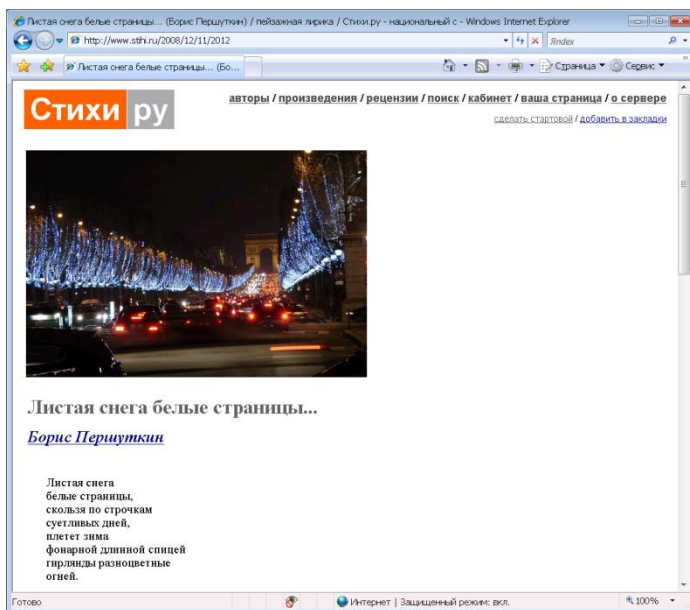 Листая снега белые страницы... (Борис Першуткин) / пейзажная лирика / Стихи.ру - национальный с - Windows Internet Explorer
http://www.stihi.ru/2008/12/11/2012
Яndex
Листая снега белые страницы... (Бо...
Страница
Сервис
Стихи ру
авторы / произведения / рецензии / поиск / кабинет / ваша страница / о сервере
сделать стартовой / добавить в закладки
Листая снега белые страницы...
Борис Першуткин
Листая снега
белые страницы,
скользя по строчкам
суетливых дней,
плетет зима
фонарной длинной спицей
гирлянды разноцветные
огней.
Готово
Интернет | Защищенный режим: вкл.
100%